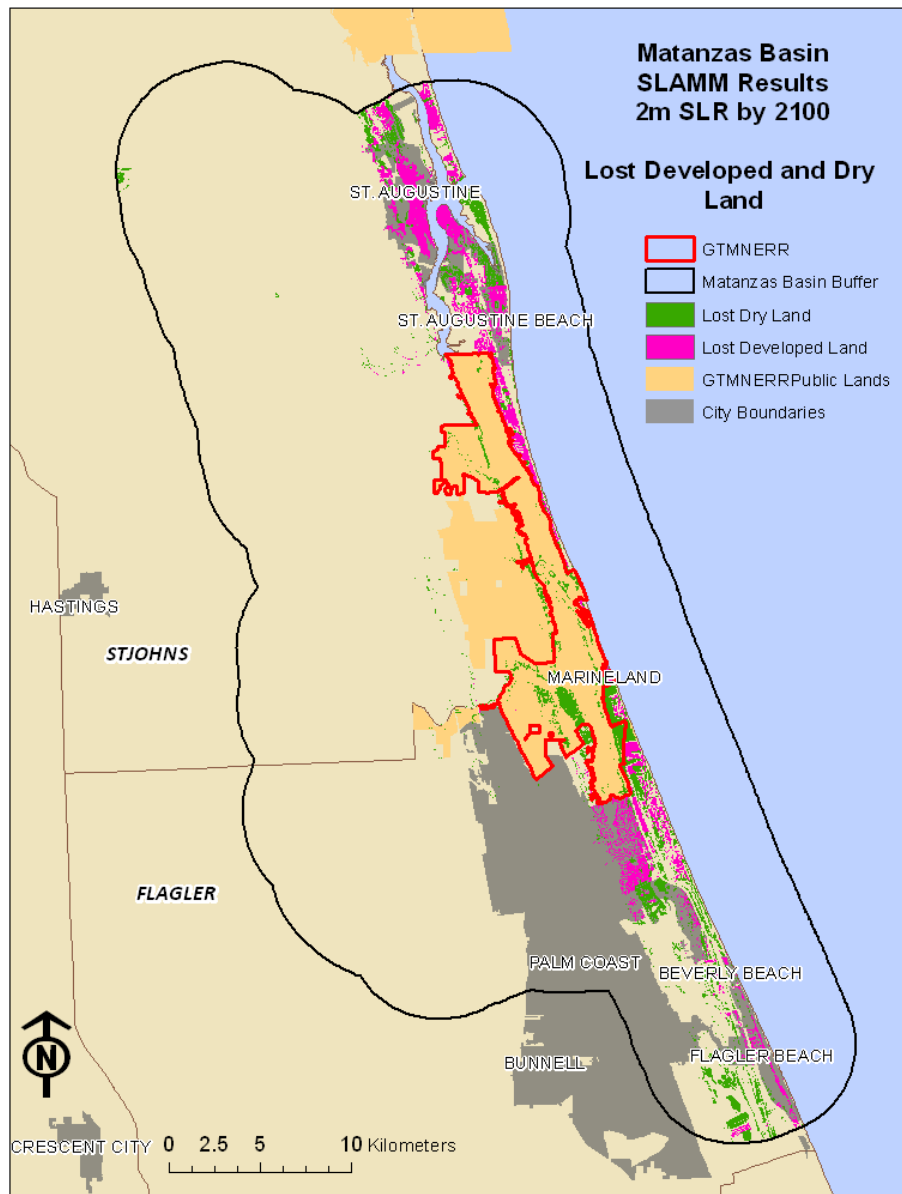 Matanzas Basin
SLAMM Results
2m SLR by 2100
Lost Developed and Dry
Land
GTMNERR
Matanzas Basin Buffer
Lost Dry Land
Lost Developed Land
GTMNERRPublic Lands
City Boundaries
ST. AUGUSTINE
ST. AUGUSTINE BEACH
HASTINGS
STJOHNS
MARINELAND
FLAGLER
PALM COAST
BEVERLY BEACH
FLAGLER BEACH
BUNNELL
N
CRESCENT CITY
0 2.5 5 10 Kilometers